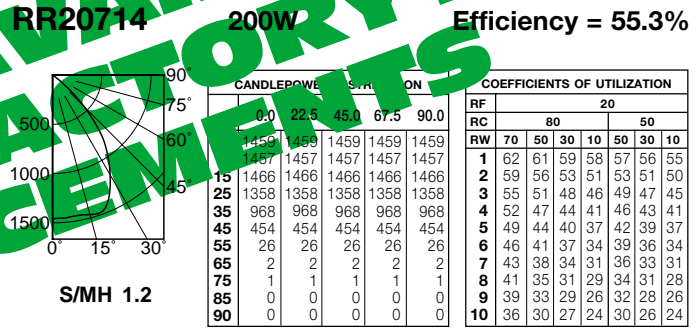 RR20714 200W Efficiency = 55.3%
90°
75°
60°
45°
500
1000
1500
0° 15° 30°
S/MH 1.2
CANDLEPOWER DISTRIBUTION
0.0 22.5 45.0 67.5 90.0
1459 1459 1459 1459 1459
1457 1457 1457 1457 1457
15 1466 1466 1466 1466 1466
25 1358 1358 1358 1358 1358
35 968 968 968 968 968
45 454 454 454 454 454
55 26 26 26 26 26
65 2 2 2 2 2
75 1 1 1 1 1
85 0 0 0 0 0
90 0 0 0 0 0
COEFFICIENTS OF UTILIZATION
RF 20
RC 80 50
RW 70 50 30 10 50 30 10
1 62 61 59 58 57 56 55
2 59 56 53 51 53 51 50
3 55 51 48 46 49 47 45
4 52 47 44 41 46 43 41
5 49 44 40 37 42 39 37
6 46 41 37 34 39 36 34
7 43 38 34 31 36 33 31
8 41 35 31 29 34 31 28
9 39 33 29 26 32 28 26
10 36 30 27 24 30 26 24